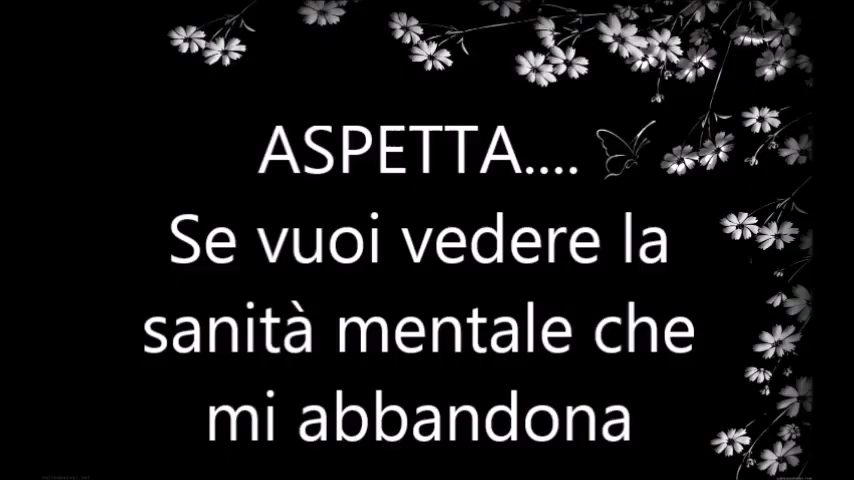 ASPETTA....
Se vuoi vedere la
sanità mentale che
mi abbandona